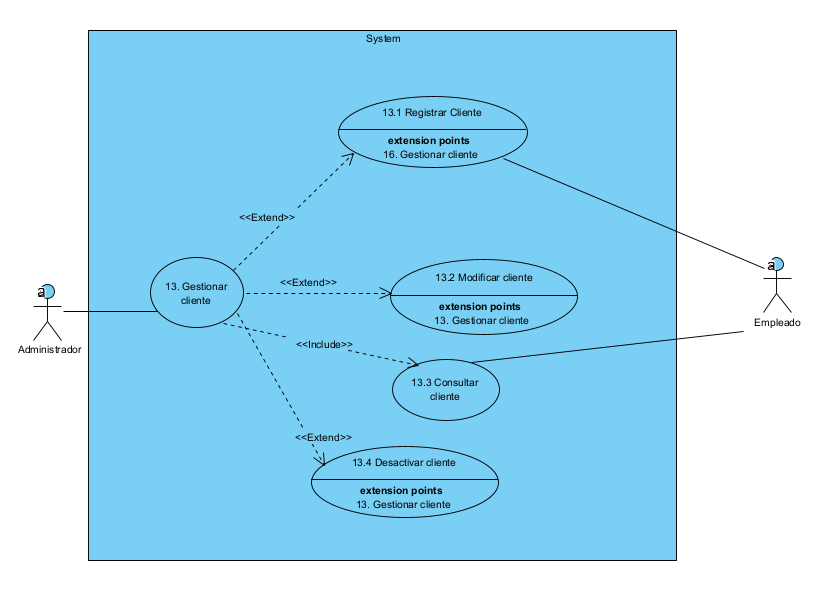 System
13.1 Registrar Cliente
extension points
16. Gestionar cliente
<<Extend>>
a
Empleado
13. Gestionar
cliente
<<Extend>>
13.2 Modificar cliente
extension points
13. Gestionar cliente
a
Administrador
<<Include>>
13.3 Consultar
cliente
<<Extend>>
13.4 Desactivar cliente
extension points
13. Gestionar cliente